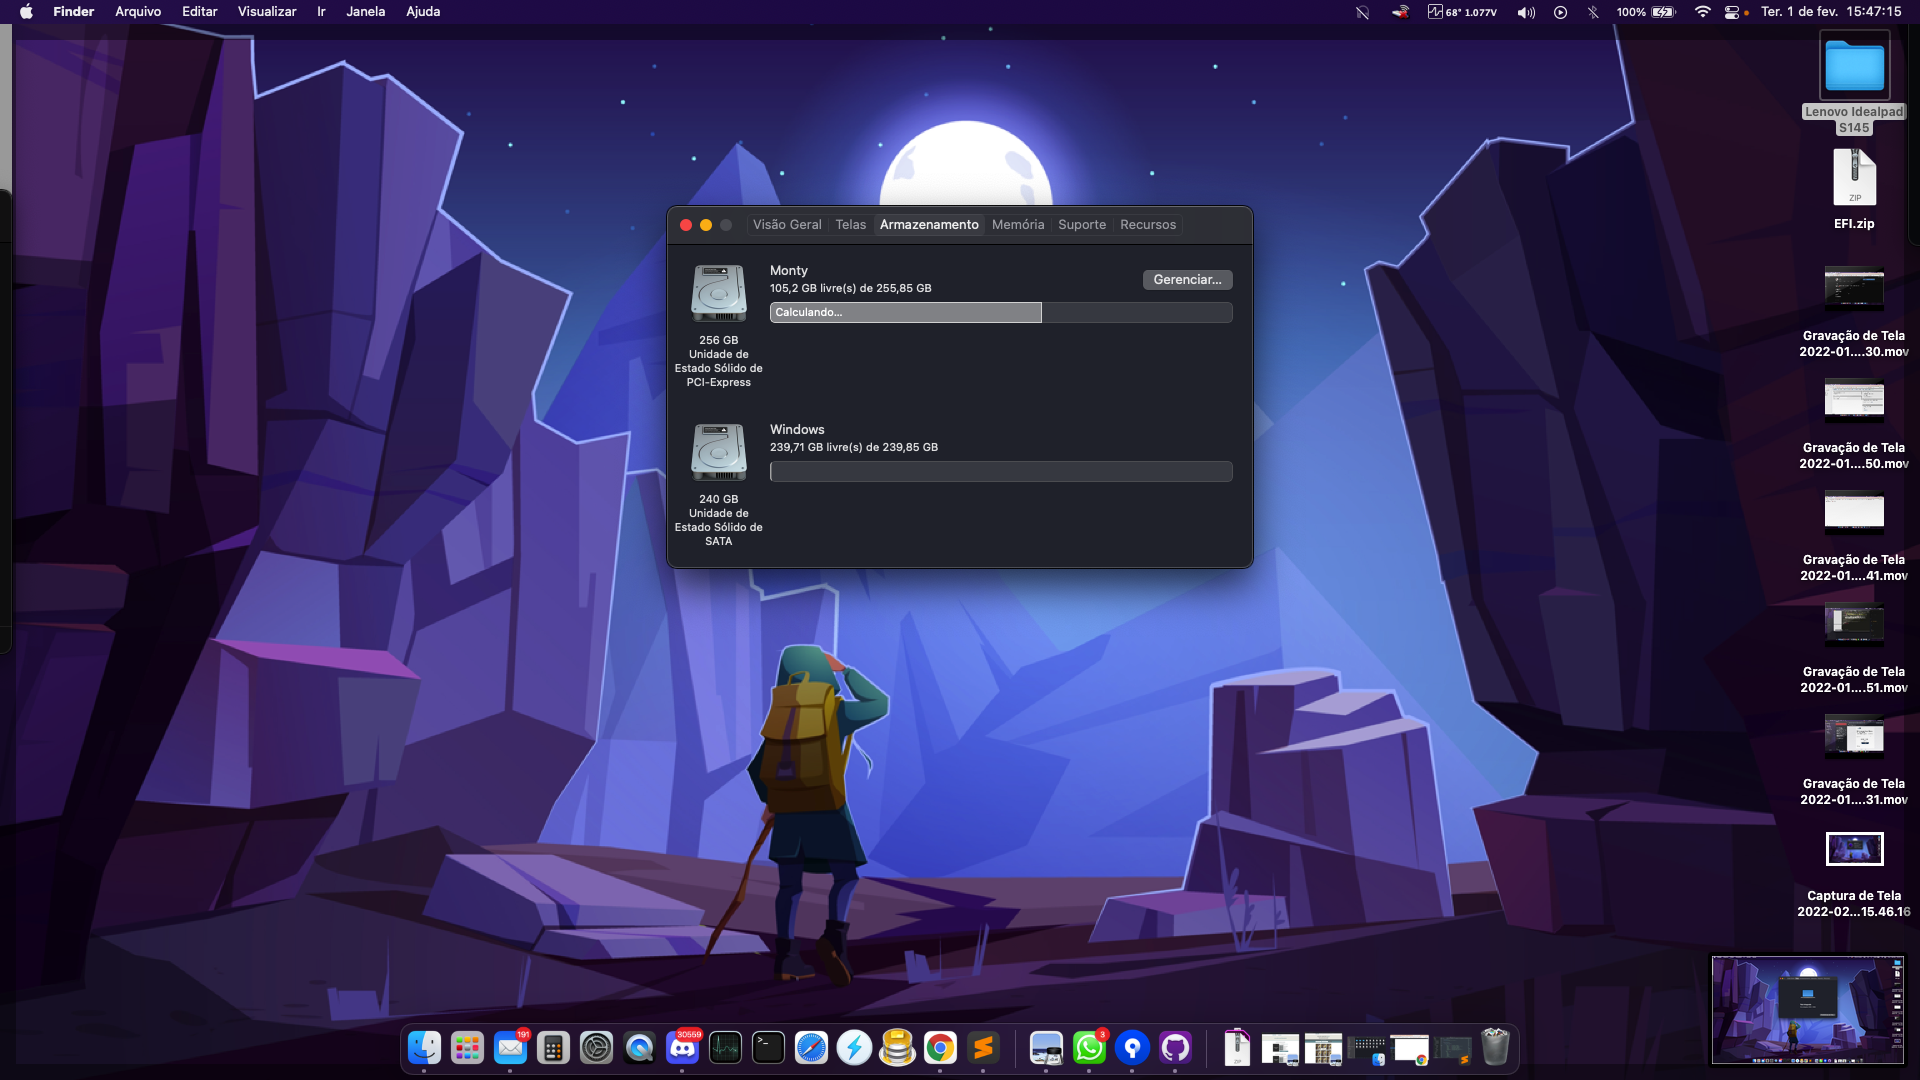 Finder Arquivo Editar Visualizar Ir Janela Ajuda 68° 1.077V 100% Ter. 1 de fev. 15:47:15
Lenovo Idealpad
S145
ZIP
EFI.zip
Visão Geral Telas Armazenamento Memória Suporte Recursos
Monty
105,2 GB livre(s) de 255,85 GB
Gerenciar...
Calculando...
256 GB
Unidade de
Estado Sólido de
PCI-Express
Windows
239,71 GB livre(s) de 239,85 GB
240 GB
Unidade de
Estado Sólido de
SATA
Gravação de Tela
2022-01....30.mov
Gravação de Tela
2022-01....50.mov
Gravação de Tela
2022-01....41.mov
Gravação de Tela
2022-01....51.mov
Gravação de Tela
2022-01....31.mov
Captura de Tela
2022-02...15.46.16
191
30559
3
ZIP